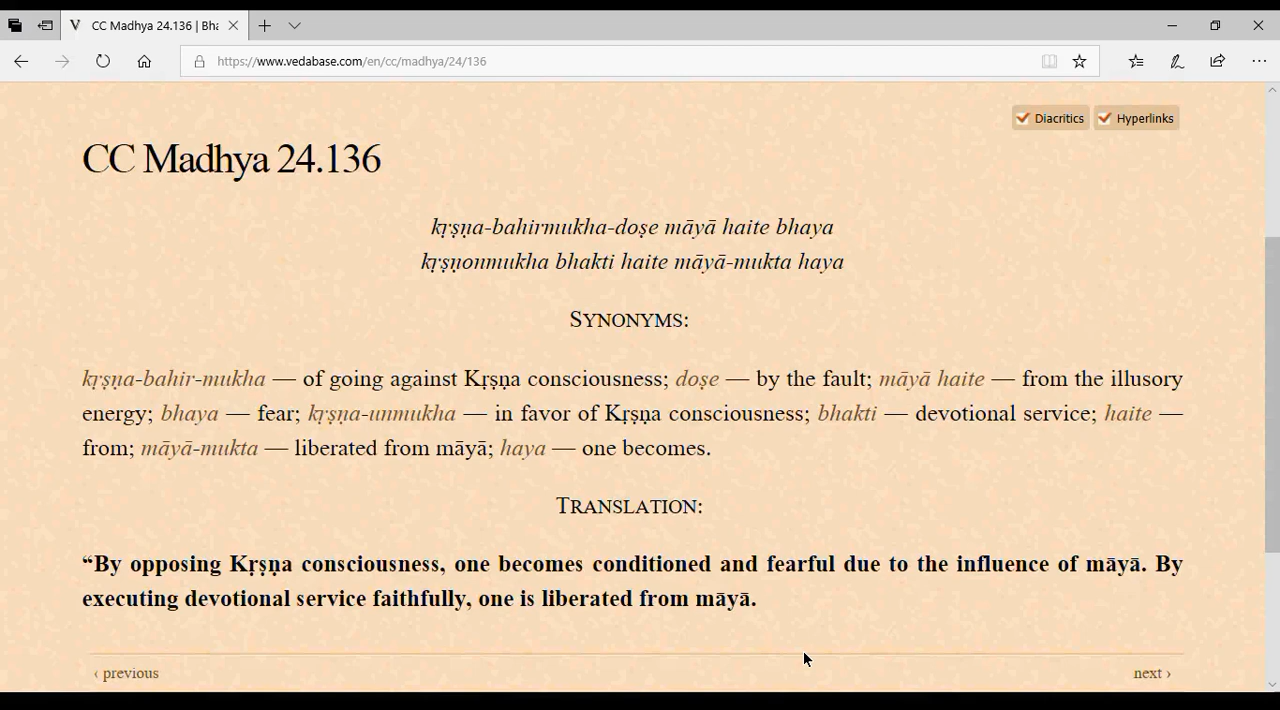 CC Madhya 24.136 | Bha
https://www.vedabase.com/en/cc/madhya/24/136
Diacritics Hyperlinks
CC Madhya 24.136
kṛṣṇa-bahirmukha-doṣe māyā haite bhaya
kṛṣṇonmukha bhakti haite māyā-mukta haya
SYNONYMS:
kṛṣṇa-bahir-mukha — of going against Kṛṣṇa consciousness; doṣe — by the fault; māyā haite — from the illusory
energy; bhaya — fear; kṛṣṇa-unmukha — in favor of Kṛṣṇa consciousness; bhakti — devotional service; haite —
from; māyā-mukta — liberated from māyā; haya — one becomes.
TRANSLATION:
“By opposing Kṛṣṇa consciousness, one becomes conditioned and fearful due to the influence of māyā. By
executing devotional service faithfully, one is liberated from māyā.
‹ previous next ›